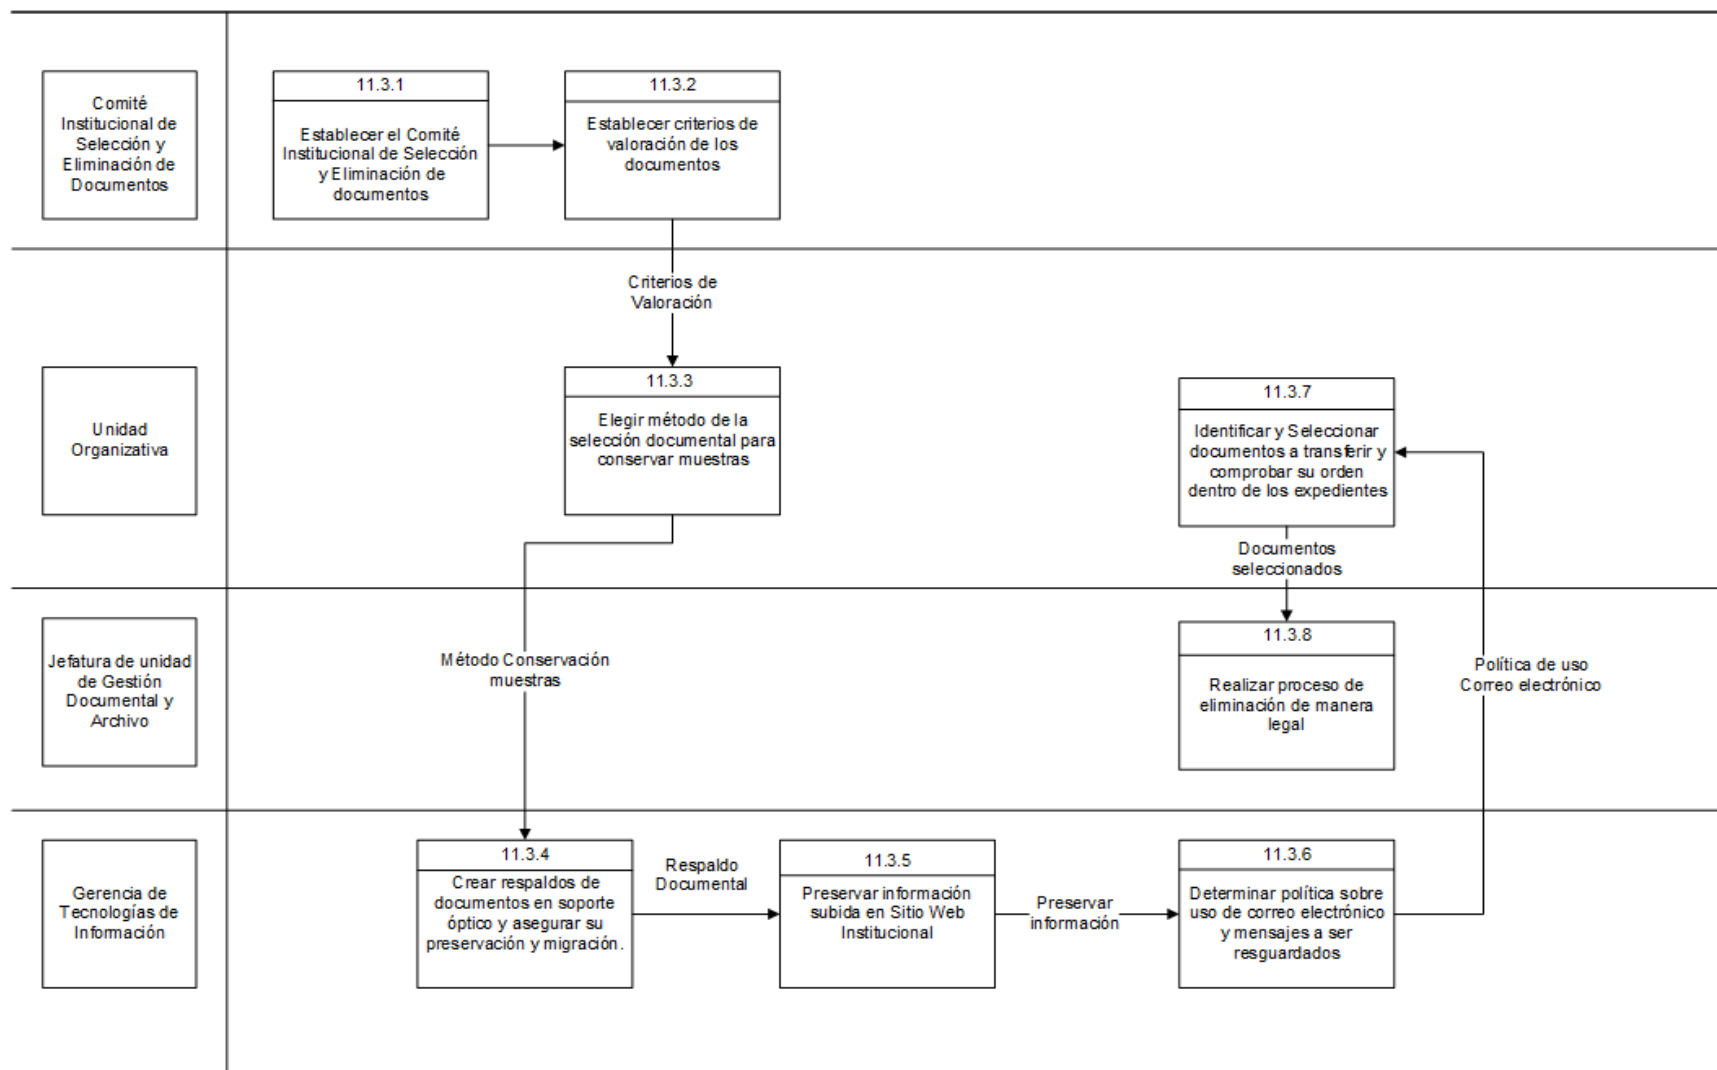 Comité
Institucional de
Selección y
Eliminación de
Documentos
11.3.1
Establecer el Comité
Institucional de Selección
y Eliminación de
documentos
11.3.2
Establecer criterios de
valoración de los
documentos
Criterios de
Valoración
Unidad
Organizativa
11.3.3
Elegir método de la
selección documental para
conservar muestras
11.3.7
Identificar y Seleccionar
documentos a transferir y
comprobar su orden
dentro de los expedientes
Documentos
seleccionados
Jefatura de unidad
de Gestión
Documental y
Archivo
Método Conservación
muestras
11.3.8
Realizar proceso de
eliminación de manera
legal
Política de uso
Correo electrónico
Gerencia de
Tecnologías de
Información
11.3.4
Crear respaldos de
documentos en soporte
óptico y asegurar su
preservación y migración.
Respaldo
Documental
11.3.5
Preservar información
subida en Sitio Web
Institucional
Preservar
información
11.3.6
Determinar política sobre
uso de correo electrónico
y mensajes a ser
resguardados